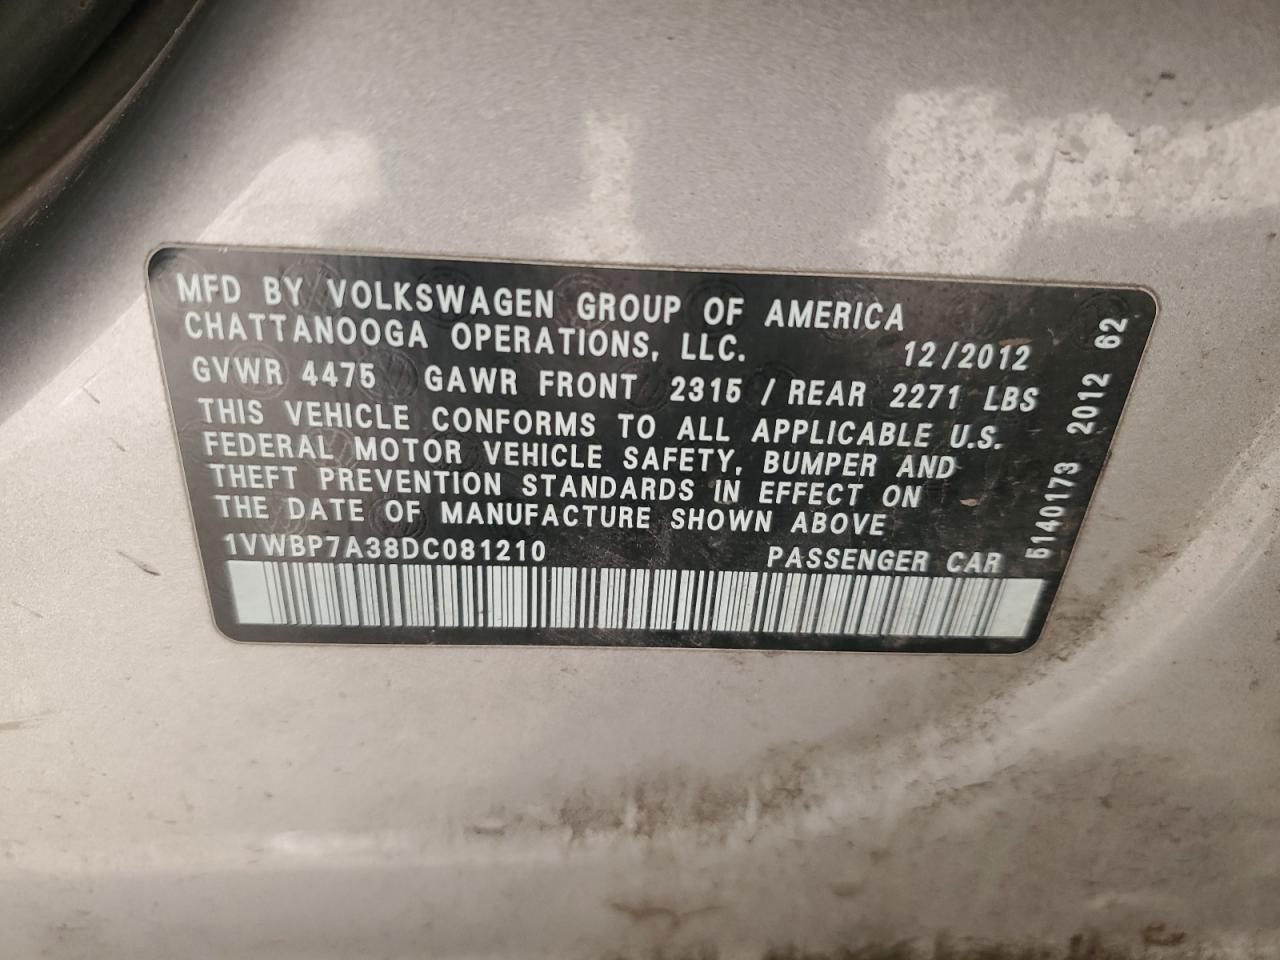 MFD BY VOLKSWAGEN GROUP OF AMERICA
CHATTANOOGA OPERATIONS, LLC. 12/2012
GVWR 4475 GAWR FRONT 2315 / REAR 2271 LBS
THIS VEHICLE CONFORMS TO ALL APPLICABLE U.S.
FEDERAL MOTOR VEHICLE SAFETY, BUMPER AND
THEFT PREVENTION STANDARDS IN EFFECT ON
THE DATE OF MANUFACTURE SHOWN ABOVE
1VWBP7A38DC081210 PASSENGER CAR
5140173 2012 62